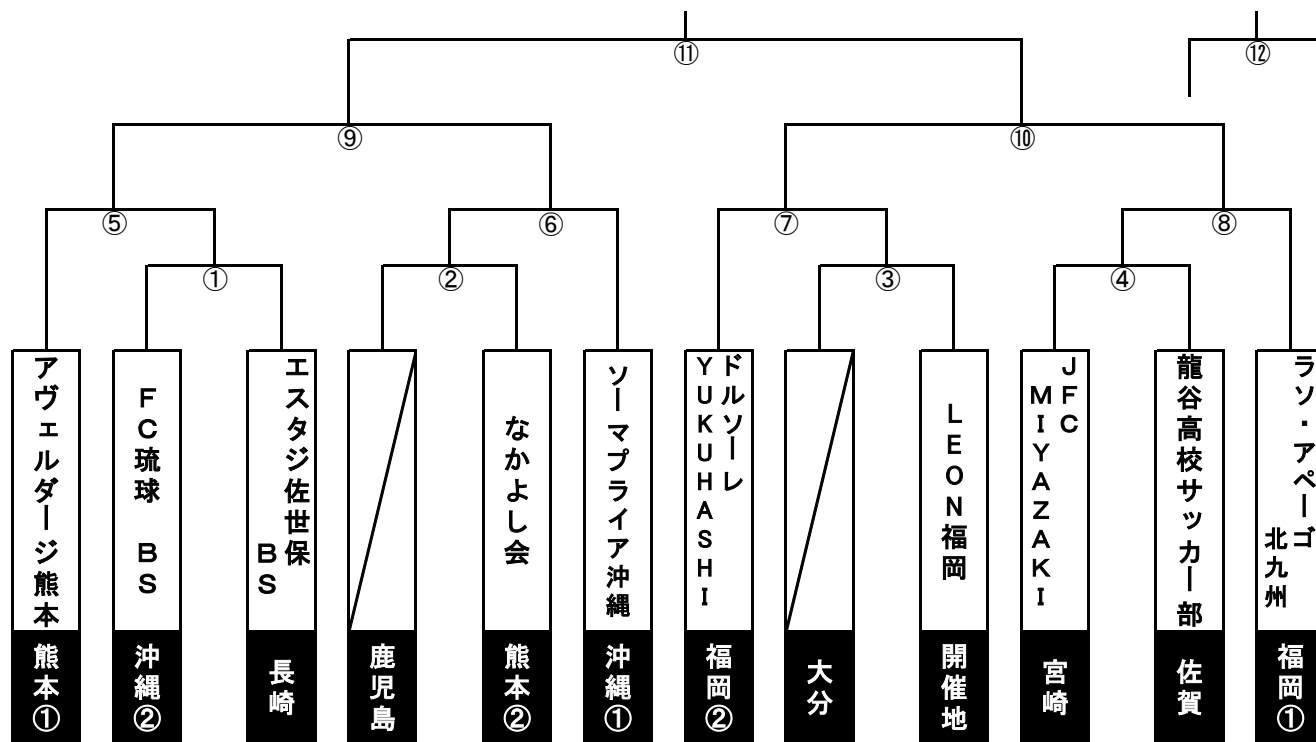 ⑪
⑫
⑨
⑩
⑤
⑥
⑦
⑧
①
②
③
④
アヴェルダージ熊本
FC琉球 BS
エスタジ佐世保
BS
なかよし会
ソーマプライア沖縄
ドルソーレ
YUKUHASHI
LEON福岡
JFC
MIYAZAKI
龍谷高校サッカー部
ラソ・アペーゴ
北九州
熊本①
沖縄②
長崎
鹿児島
熊本②
沖縄①
福岡②
大分
開催地
宮崎
佐賀
福岡①